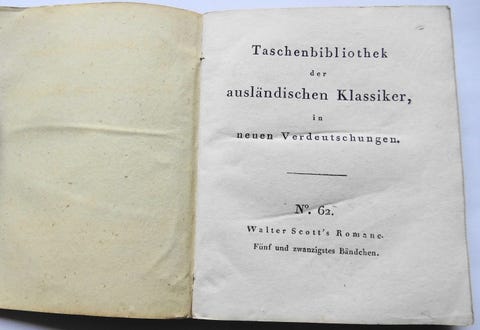 Taschenbibliothek
der
ausländischen Klassiker,
in
neuen Verdeutschungen.
Nº. 62.
Walter Scott's Romane.
Fünf und zwanzigstes Bändchen.